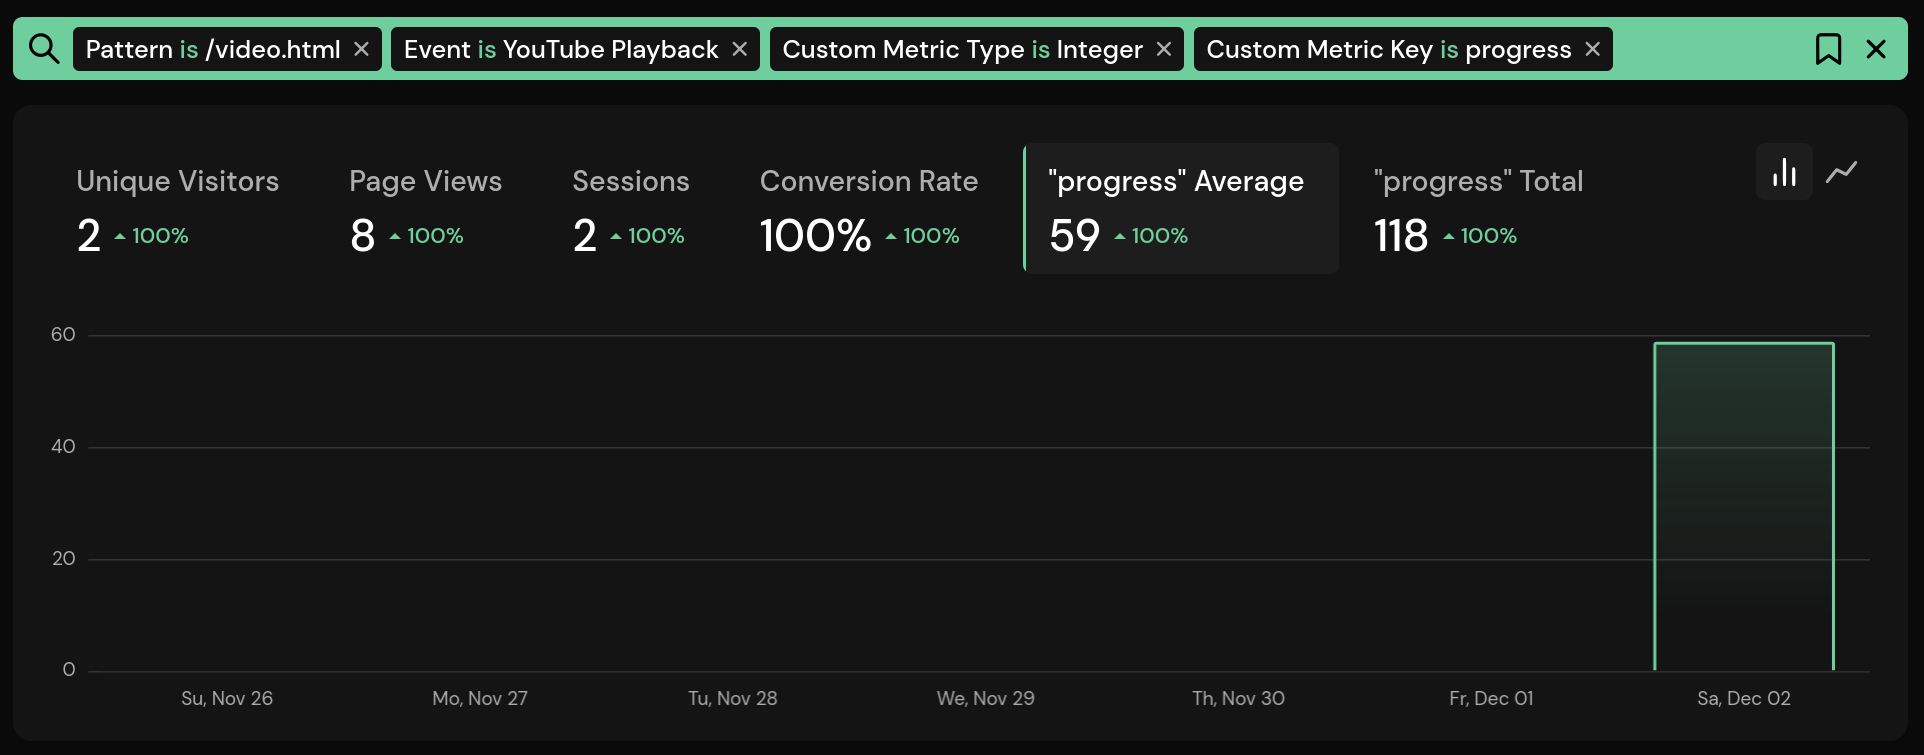 Pattern is /video.html Event is YouTube Playback Custom Metric Type is Integer Custom Metric Key is progress
Unique Visitors Page Views Sessions Conversion Rate "progress" Average "progress" Total
2 100% 8 100% 2 100% 100% 100% 59 100% 118 100%
60
40
20
0
Su, Nov 26 Mo, Nov 27 Tu, Nov 28 We, Nov 29 Th, Nov 30 Fr, Dec 01 Sa, Dec 02